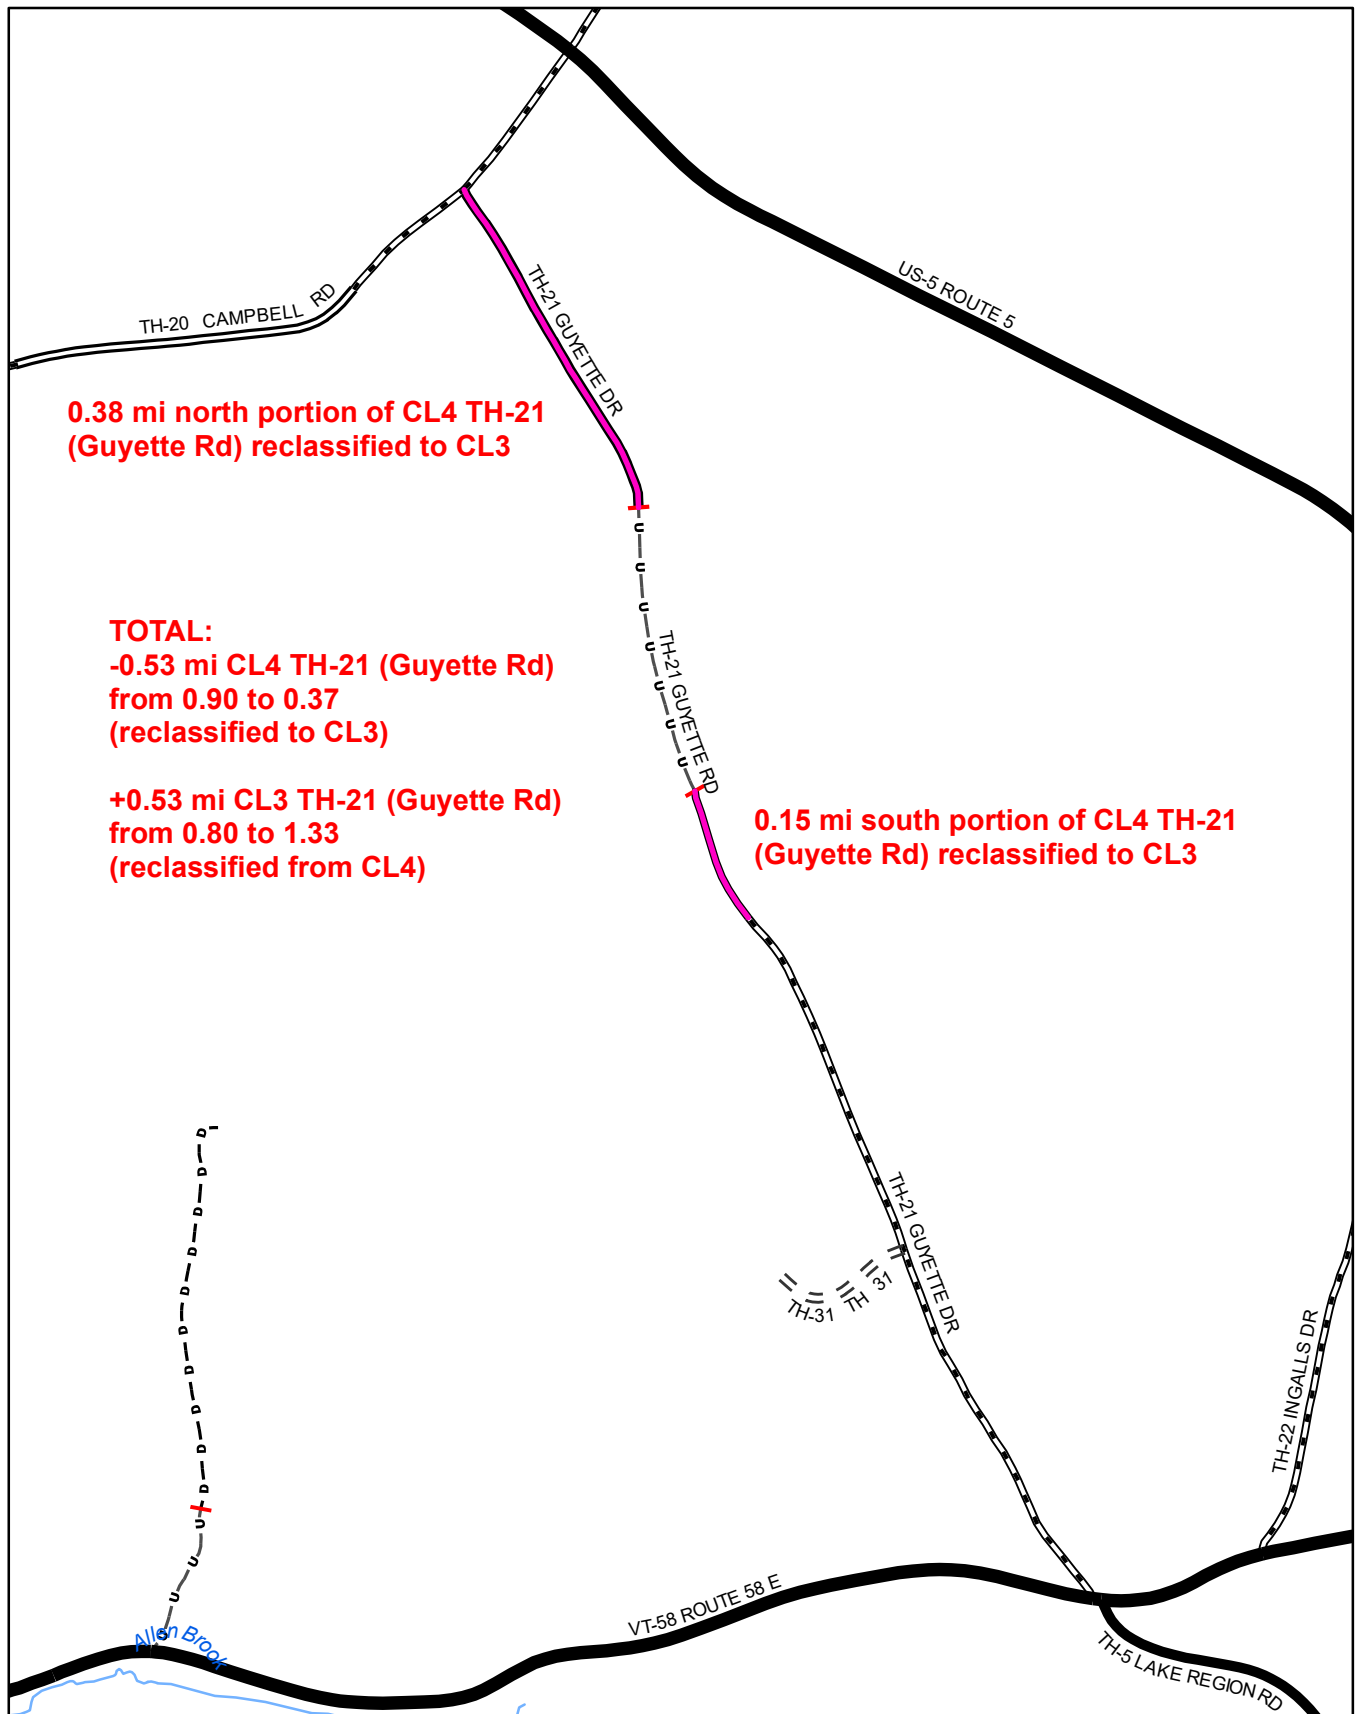 US-5 ROUTE 5
TH-20 CAMPBELL RD
TH-21 GUYETTE DR
0.38 mi north portion of CL4 TH-21
(Guyette Rd) reclassified to CL3
U
U
U
U
U
U
U
TH-21 GUYETTE RD
TOTAL:
-0.53 mi CL4 TH-21 (Guyette Rd)
from 0.90 to 0.37
(reclassified to CL3)
+0.53 mi CL3 TH-21 (Guyette Rd)
from 0.80 to 1.33
(reclassified from CL4)
0.15 mi south portion of CL4 TH-21
(Guyette Rd) reclassified to CL3
D
D
D
D
D
D
D
D
D
D
TH-21 GUYETTE DR
TH-31
TH 31
TH-22 INGALLS DR
U
U
U
U
Allen Brook
VT-58 ROUTE 58 E
TH-5 LAKE REGION RD